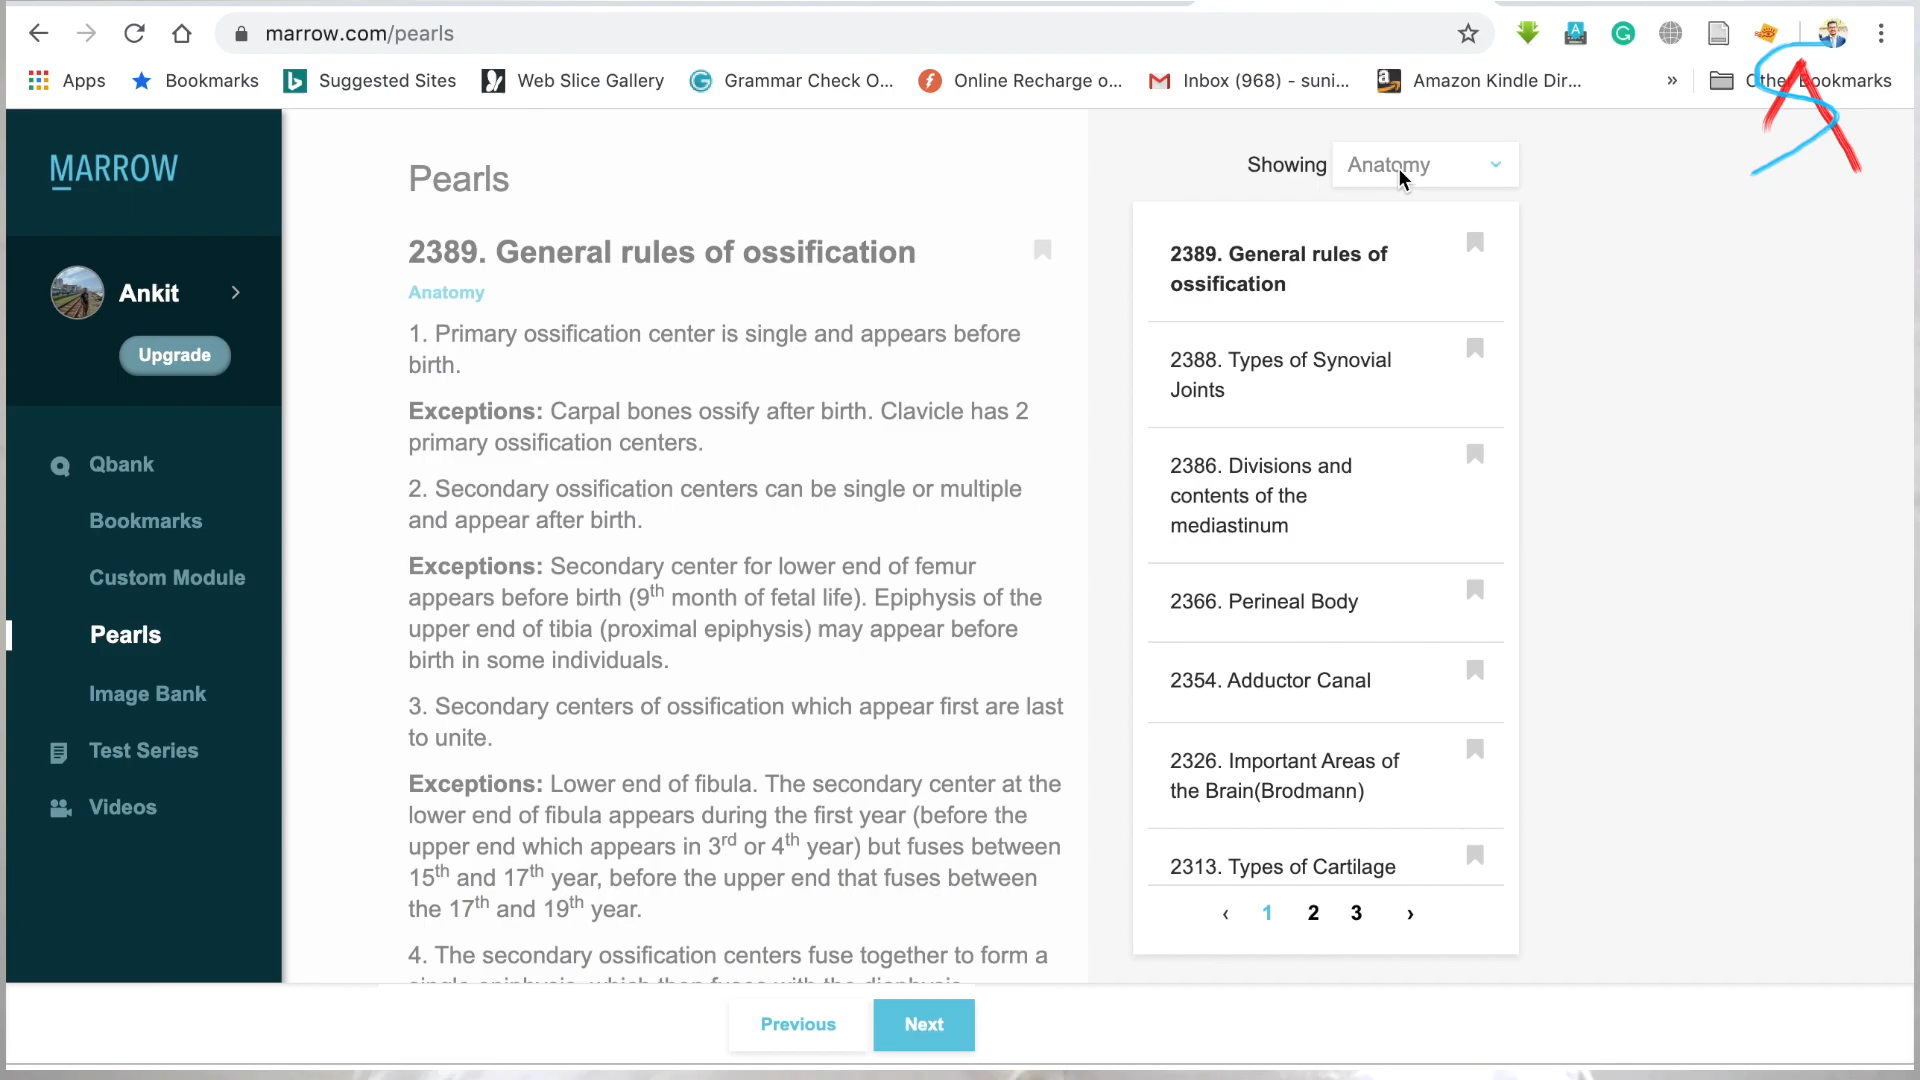 marrow.com/pearls
Apps Bookmarks Suggested Sites Web Slice Gallery Grammar Check O... Online Recharge o... Inbox (968) - suni... Amazon Kindle Dir... » Other Bookmarks
MARROW
Ankit
Upgrade
Qbank
Bookmarks
Custom Module
Pearls
Image Bank
Test Series
Videos
Pearls
2389. General rules of ossification
Anatomy
1. Primary ossification center is single and appears before
birth.
Exceptions: Carpal bones ossify after birth. Clavicle has 2
primary ossification centers.
2. Secondary ossification centers can be single or multiple
and appear after birth.
Exceptions: Secondary center for lower end of femur
appears before birth (9th month of fetal life). Epiphysis of the
upper end of tibia (proximal epiphysis) may appear before
birth in some individuals.
3. Secondary centers of ossification which appear first are last
to unite.
Exceptions: Lower end of fibula. The secondary center at the
lower end of fibula appears during the first year (before the
upper end which appears in 3rd or 4th year) but fuses between
15th and 17th year, before the upper end that fuses between
the 17th and 19th year.
4. The secondary ossification centers fuse together to form a
single epiphysis, which then fuses with the diaphysis.
Previous Next
Showing Anatomy
2389. General rules of
ossification
2388. Types of Synovial
Joints
2386. Divisions and
contents of the
mediastinum
2366. Perineal Body
2354. Adductor Canal
2326. Important Areas of
the Brain(Brodmann)
2313. Types of Cartilage
‹ 1 2 3 ›